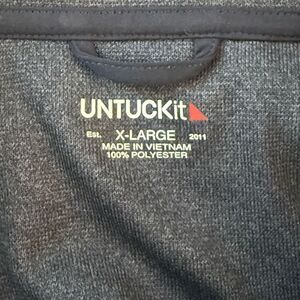 UNTUCKit
Est. X-LARGE 2011
MADE IN VIETNAM
100% POLYESTER